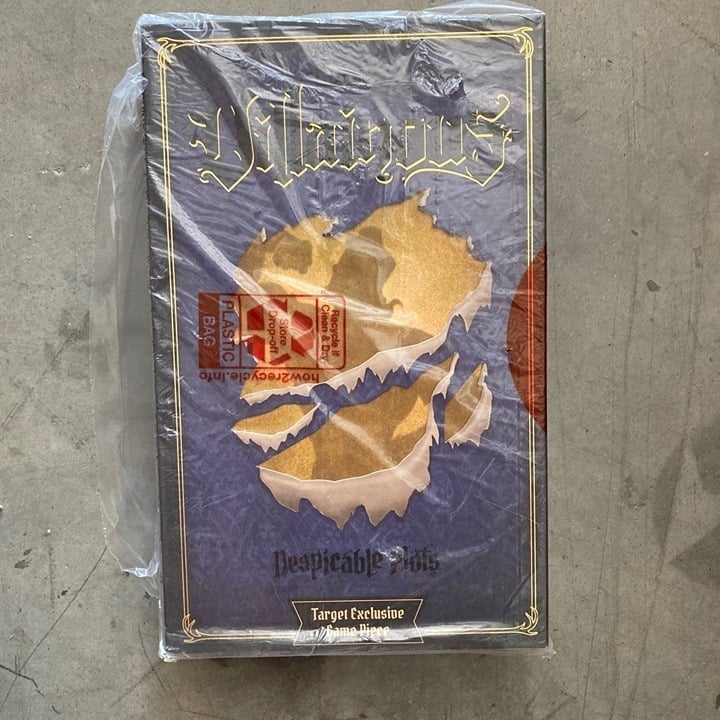 Villainous
PLASTIC
BAG
Store
Drop-off
Recycle if
Clean & Dry
how2recycle.info
Despicable Plots
Target Exclusive
Game Piece